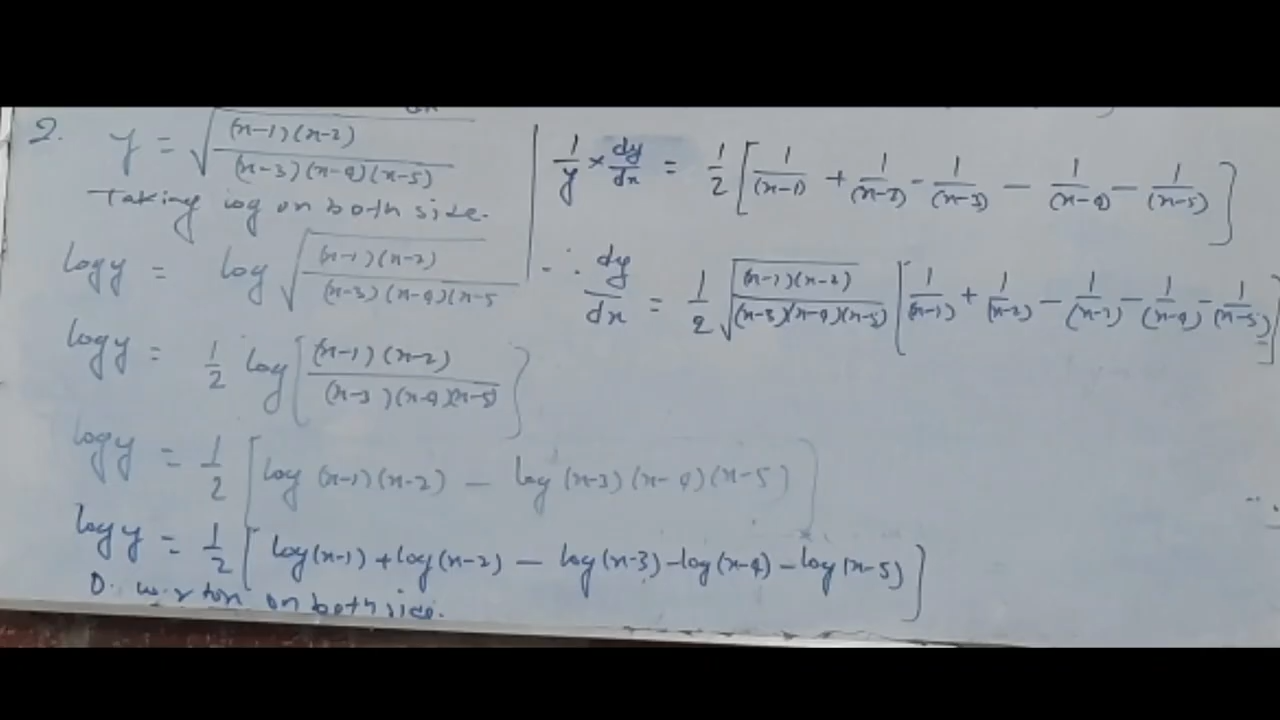 2. y = √((x-1)(x-2) / (x-3)(x-4)(x-5))
Taking log on both side.
log y = log √((x-1)(x-2) / (x-3)(x-4)(x-5
log y = 1/2 log [(x-1)(x-2) / (x-3)(x-4)(x-5)]
log y = 1/2 [log (x-1)(x-2) - log (x-3)(x-4)(x-5)]
log y = 1/2 [log(x-1) + log(x-2) - log(x-3) - log(x-4) - log(x-5)]
D. w.r to x on both side.
1/y × dy/dx = 1/2 [1/(x-1) + 1/(x-2) - 1/(x-3) - 1/(x-4) - 1/(x-5)]
∴ dy/dx = 1/2 √((x-1)(x-2) / (x-3)(x-4)(x-5)) [1/(x-1) + 1/(x-2) - 1/(x-3) - 1/(x-4) - 1/(x-5)]